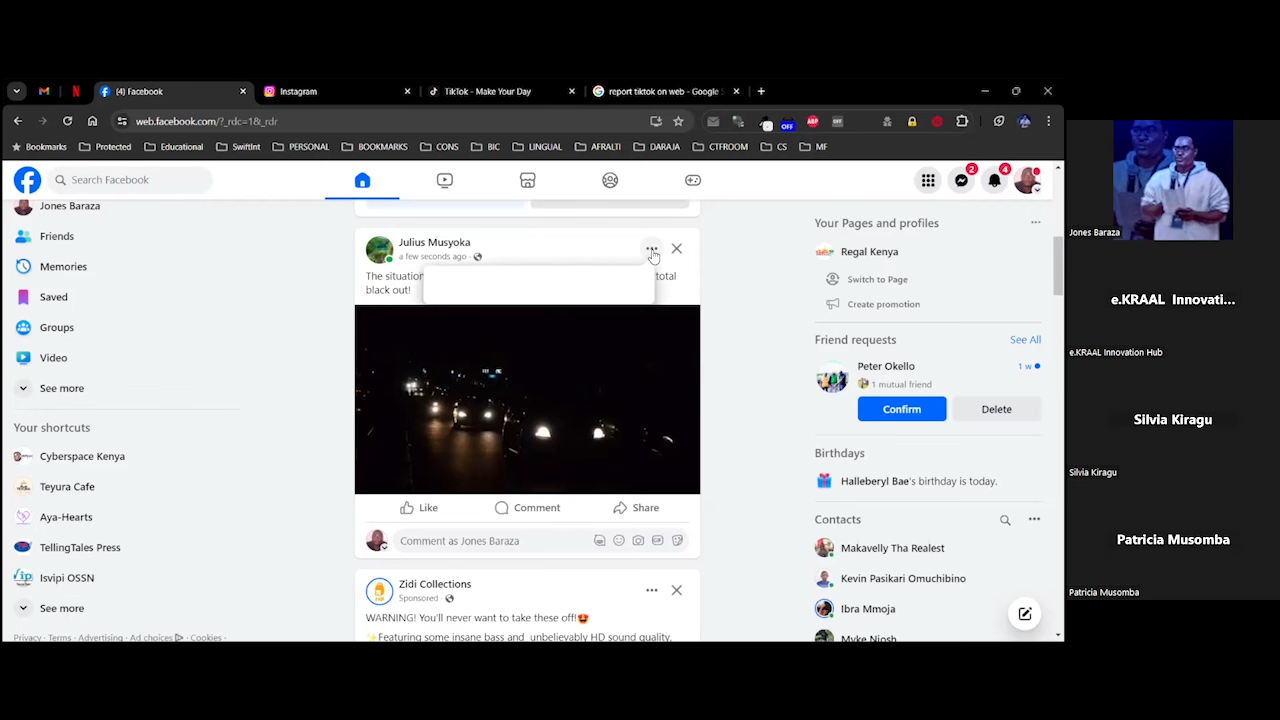 (4) Facebook
Instagram
TikTok - Make Your Day
report tiktok on web - Google
web.facebook.com/?_rdc=1&_rdr
OFF
ABP
Bookmarks
Protected
Educational
SwiftInt
PERSONAL
BOOKMARKS
CONS
BIC
LINGUAL
AFRALTI
DARAJA
CTFROOM
CS
MF
Search Facebook
2
4
Jones Baraza
Friends
Memories
Saved
Groups
Video
See more
Your shortcuts
Cyberspace Kenya
Teyura Cafe
Aya-Hearts
TellingTales Press
Isvipi OSSN
See more
Privacy · Terms · Advertising · Ad choices · Cookies ·
Julius Musyoka
a few seconds ago ·
The situation total
black out!
Like
Comment
Share
Comment as Jones Baraza
Zidi Collections
Sponsored ·
WARNING! You'll never want to take these off!🤩
✨Featuring some insane bass and unbelievably HD sound quality,
Your Pages and profiles
Regal Kenya
Switch to Page
Create promotion
Friend requests
See All
Peter Okello
1 w
1 mutual friend
Confirm
Delete
Birthdays
Halleberyl Bae's birthday is today.
Contacts
Makavelly Tha Realest
Kevin Pasikari Omuchibino
Ibra Mmoja
Myke Njosh
Jones Baraza
e.KRAAL Innovati...
e.KRAAL Innovation Hub
Silvia Kiragu
Silvia Kiragu
Patricia Musomba
Patricia Musomba